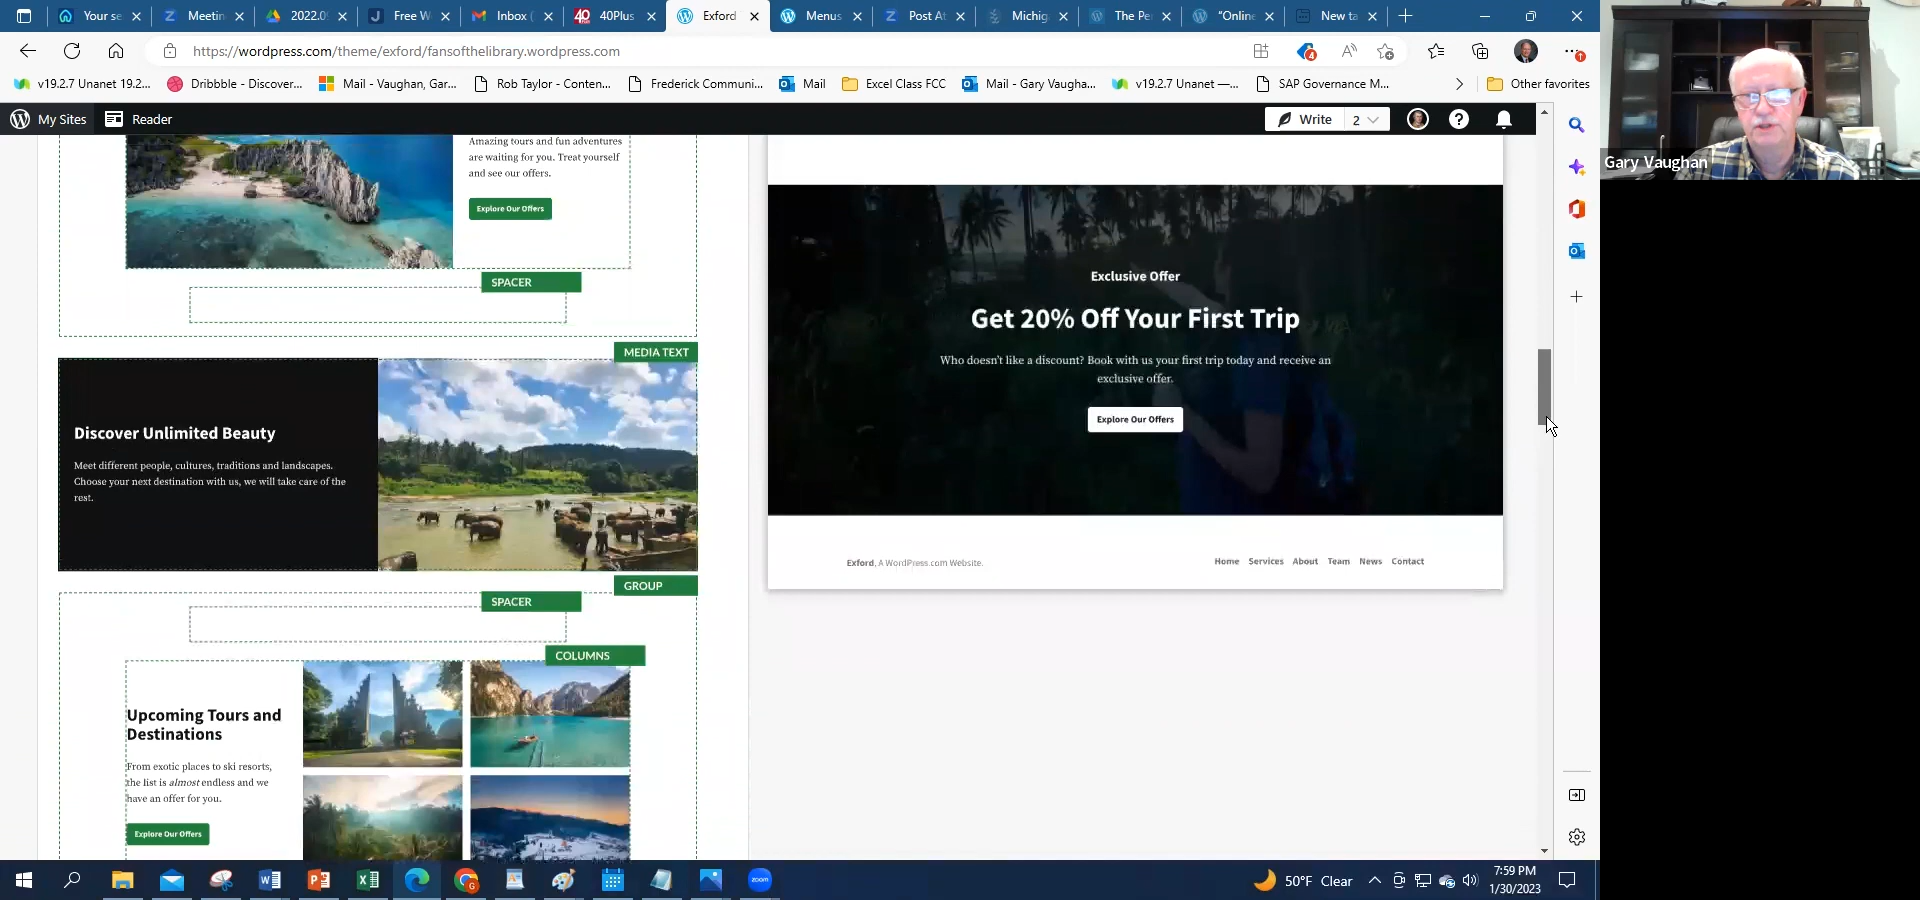 Your se
Meetin
2022.0
Free W
Inbox (
40Plus
Exford
Menus
Post At
Michig
The Pe
"Online
New ta
https://wordpress.com/theme/exford/fansofthelibrary.wordpress.com
4
v19.2.7 Unanet 19.2...
Dribbble - Discover...
Mail - Vaughan, Gar...
Rob Taylor - Conten...
Frederick Communi...
Mail
Excel Class FCC
Mail - Gary Vaugha...
v19.2.7 Unanet —...
SAP Governance M...
Other favorites
My Sites
Reader
Write
2
Amazing tours and fun adventures
are waiting for you. Treat yourself
and see our offers.
Explore Our Offers
SPACER
MEDIA TEXT
Discover Unlimited Beauty
Meet different people, cultures, traditions and landscapes.
Choose your next destination with us, we will take care of the
rest.
GROUP
SPACER
COLUMNS
Upcoming Tours and
Destinations
From exotic places to ski resorts,
the list is almost endless and we
have an offer for you.
Explore Our Offers
Exclusive Offer
Get 20% Off Your First Trip
Who doesn't like a discount? Book with us your first trip today and receive an
exclusive offer.
Explore Our Offers
Exford, A WordPress.com Website.
Home Services About Team News Contact
Gary Vaughan
50°F Clear
7:59 PM
1/30/2023
zoom